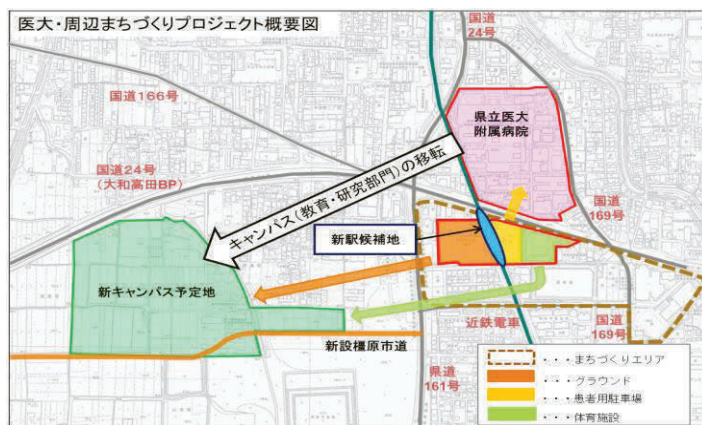 医大・周辺まちづくりプロジェクト概要図
国道
24号
国道166号
県立医大
附属病院
国道24号
(大和高田BP)
キャンパス(教育・研究部門)の移転
国道
169号
新駅候補地
新キャンパス予定地
近鉄電車
国道
169号
新設橿原市道
県道
161号
・・・まちづくりエリア
・・・グラウンド
・・・患者用駐車場
・・・体育施設